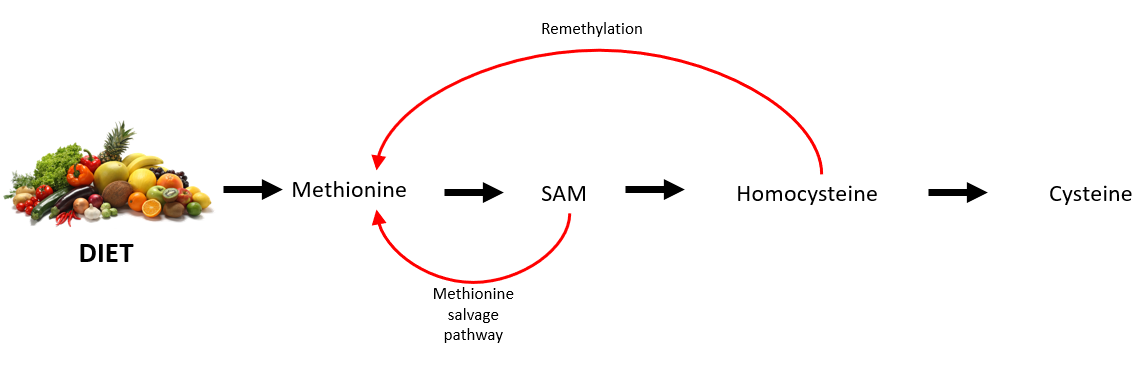 Remethylation
Methionine
SAM
Homocysteine
Cysteine
DIET
Methionine
salvage
pathway